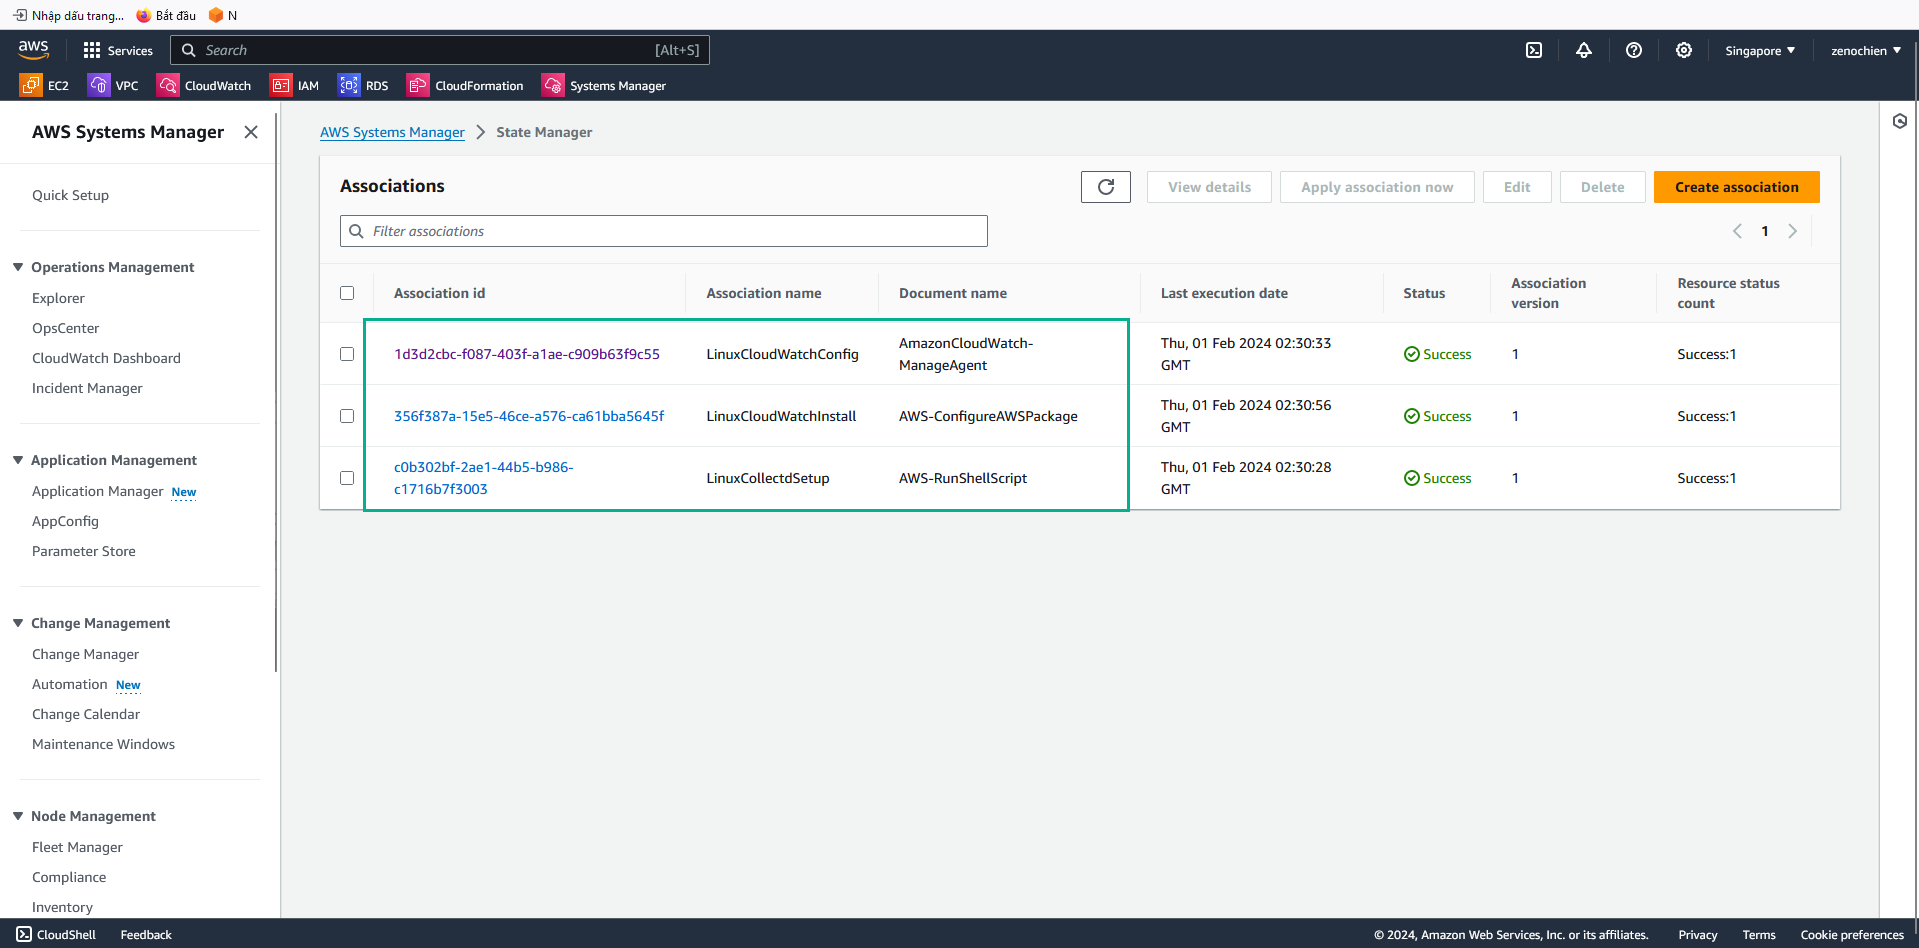 Nhập dấu trang...
Bắt đầu
N
aws
Services
Search
[Alt+S]
Singapore
zenochien
EC2
VPC
CloudWatch
IAM
RDS
CloudFormation
Systems Manager
AWS Systems Manager
Quick Setup
Operations Management
Explorer
OpsCenter
CloudWatch Dashboard
Incident Manager
Application Management
Application Manager New
AppConfig
Parameter Store
Change Management
Change Manager
Automation New
Change Calendar
Maintenance Windows
Node Management
Fleet Manager
Compliance
Inventory
AWS Systems Manager
State Manager
Associations
View details
Apply association now
Edit
Delete
Create association
Filter associations
1
Association id
Association name
Document name
Last execution date
Status
Association
version
Resource status
count
1d3d2cbc-f087-403f-a1ae-c909b63f9c55
LinuxCloudWatchConfig
AmazonCloudWatch-
ManageAgent
Thu, 01 Feb 2024 02:30:33
GMT
Success
1
Success:1
356f387a-15e5-46ce-a576-ca61bba5645f
LinuxCloudWatchInstall
AWS-ConfigureAWSPackage
Thu, 01 Feb 2024 02:30:56
GMT
Success
1
Success:1
c0b302bf-2ae1-44b5-b986-
c1716b7f3003
LinuxCollectdSetup
AWS-RunShellScript
Thu, 01 Feb 2024 02:30:28
GMT
Success
1
Success:1
CloudShell
Feedback
© 2024, Amazon Web Services, Inc. or its affiliates.
Privacy
Terms
Cookie preferences